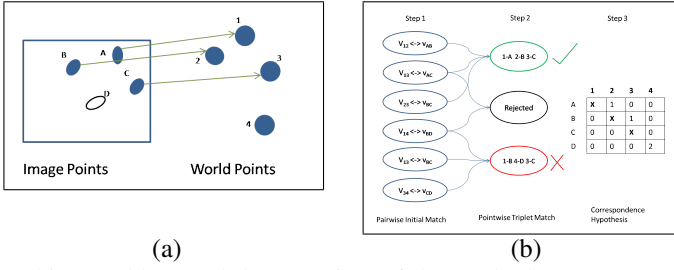 1
A
B
2
3
C
D
4
Image Points World Points
(a)
Step 1 Step 2 Step 3
V12 <-> vAB
V13 <-> vAC
V23 <-> vBC
V14 <-> vBD
V13 <-> vBC
V34 <-> vCD
1-A 2-B 3-C
Rejected
1-B 4-D 3-C
1 2 3 4
A X 1 0 0
B 0 X 1 0
C 0 0 X 0
D 0 0 0 2
Pairwise Initial Match Pointwise Triplet Match Correspondence
Hypothesis
(b)